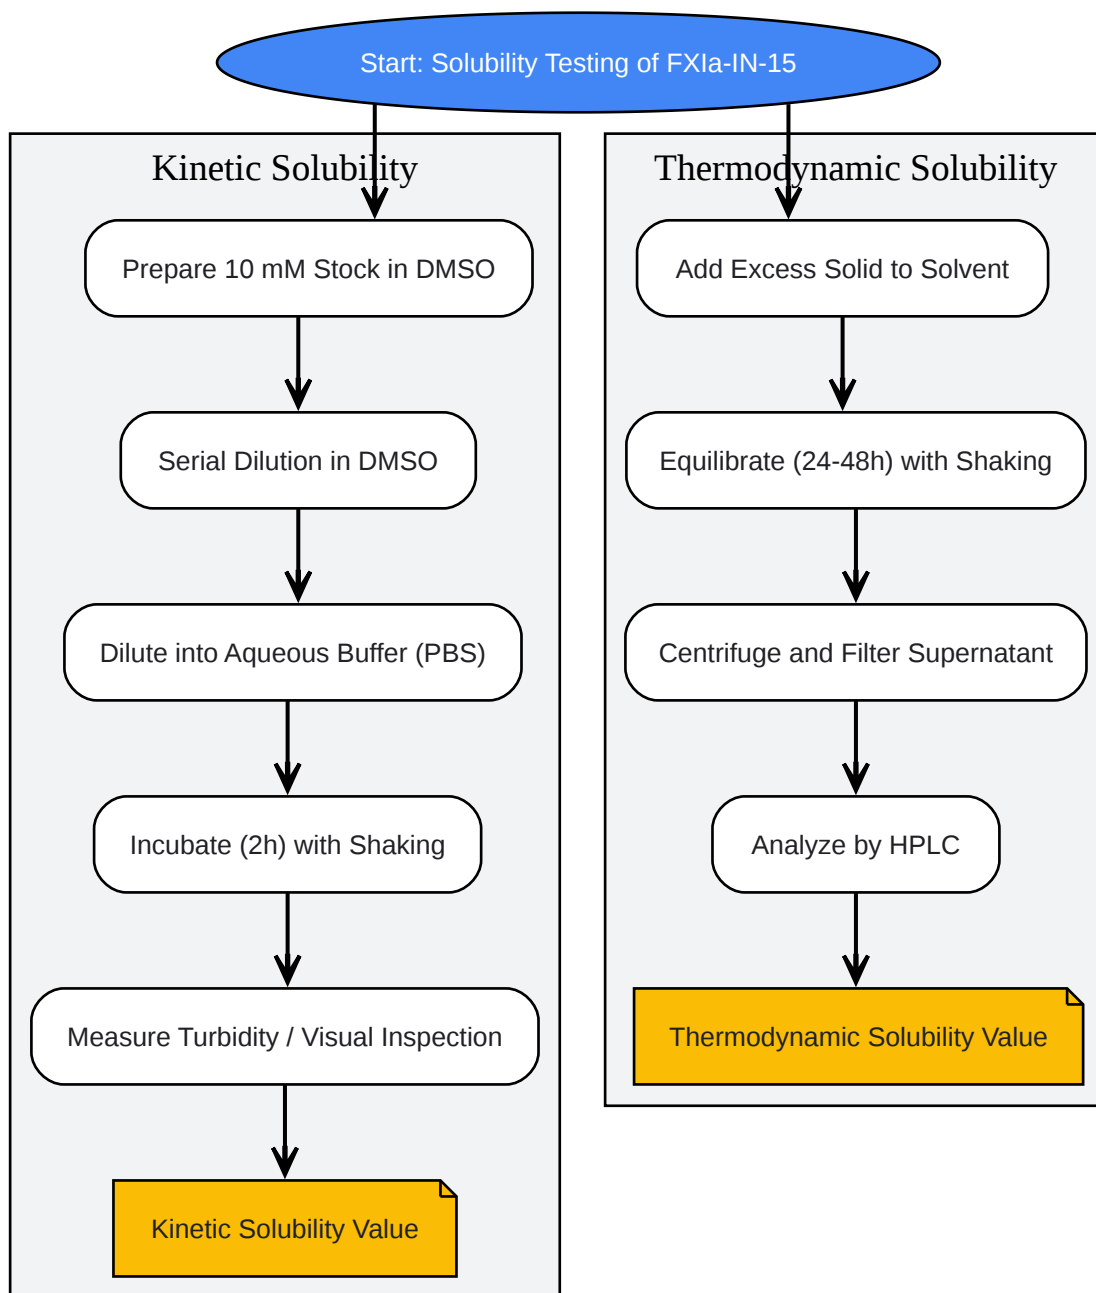 Start: Solubility Testing of FXIa-IN-15
Kinetic Solubility
Prepare 10 mM Stock in DMSO
Serial Dilution in DMSO
Dilute into Aqueous Buffer (PBS)
Incubate (2h) with Shaking
Measure Turbidity / Visual Inspection
Kinetic Solubility Value
Thermodynamic Solubility
Add Excess Solid to Solvent
Equilibrate (24-48h) with Shaking
Centrifuge and Filter Supernatant
Analyze by HPLC
Thermodynamic Solubility Value